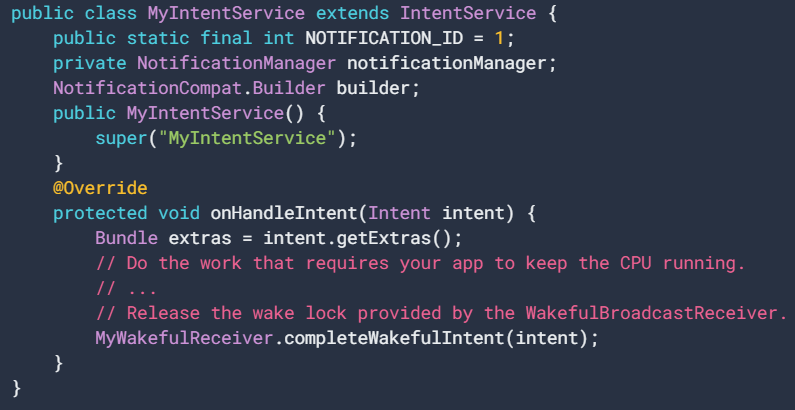 public class MyIntentService extends IntentService {
    public static final int NOTIFICATION_ID = 1;
    private NotificationManager notificationManager;
    NotificationCompat.Builder builder;
    public MyIntentService() {
        super("MyIntentService");
    }
    @Override
    protected void onHandleIntent(Intent intent) {
        Bundle extras = intent.getExtras();
        // Do the work that requires your app to keep the CPU running.
        // ...
        // Release the wake lock provided by the WakefulBroadcastReceiver.
        MyWakefulReceiver.completeWakefulIntent(intent);
    }
}